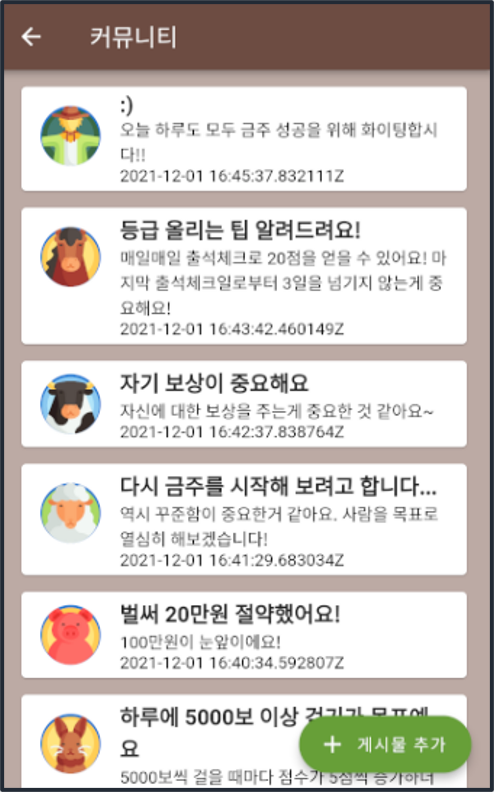 커뮤니티
:)
오늘 하루도 모두 금주 성공을 위해 화이팅합시
다!!
2021-12-01 16:45:37.832111Z
등급 올리는 팁 알려드려요!
매일매일 출석체크로 20점을 얻을 수 있어요! 마
지막 출석체크일로부터 3일을 넘기지 않는게 중
요해요!
2021-12-01 16:43:42.460149Z
자기 보상이 중요해요
자신에 대한 보상을 주는게 중요한 것 같아요~
2021-12-01 16:42:37.838764Z
다시 금주를 시작해 보려고 합니다...
역시 꾸준함이 중요한거 같아요. 사람을 목표로
열심히 해보겠습니다!
2021-12-01 16:41:29.683034Z
벌써 20만원 절약했어요!
100만원이 눈앞이에요!
2021-12-01 16:40:34.592807Z
하루에 5000보 이상 걷기가 목표예
요
5000보씩 걸을 때마다 점수가 5점씩
+ 게시물 추가